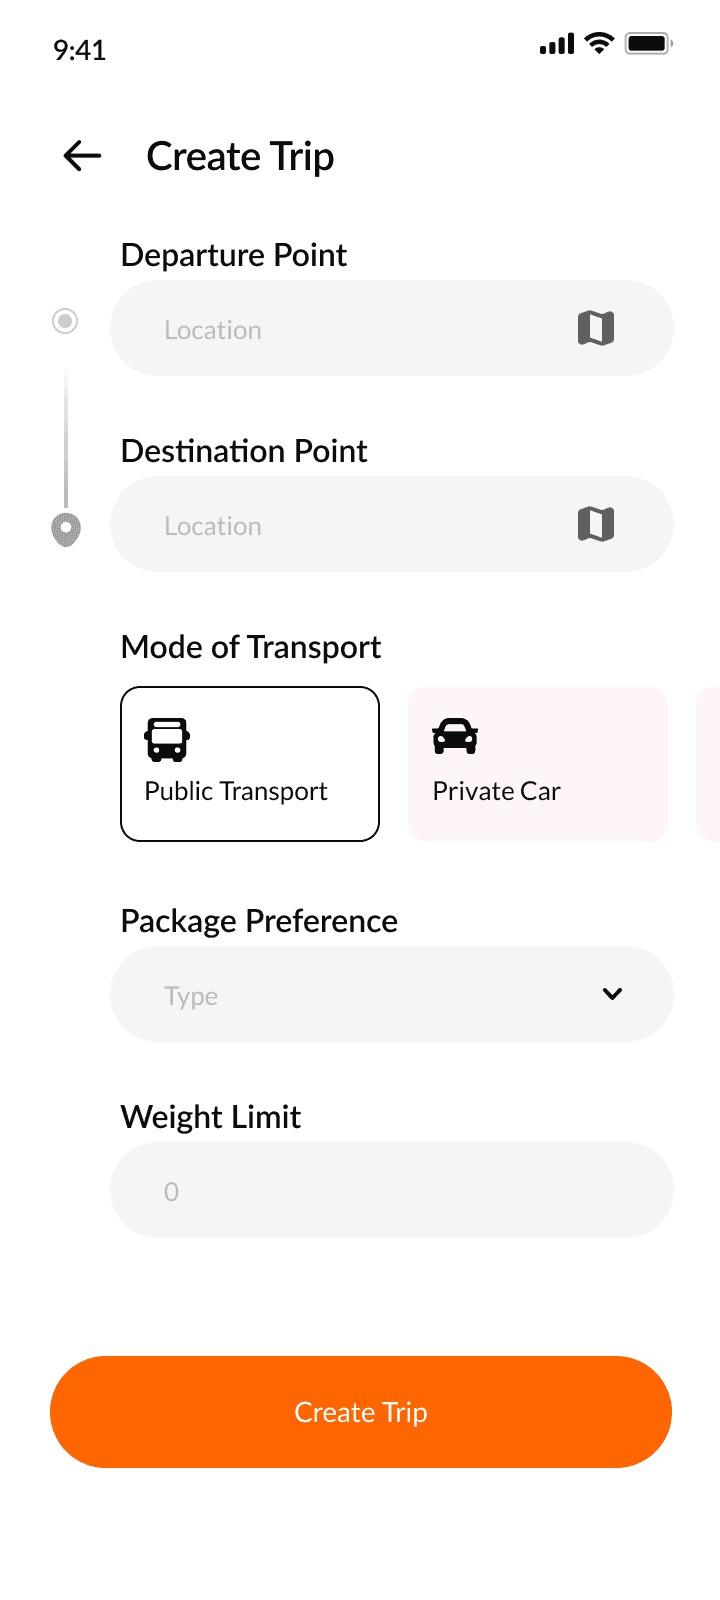 9:41
Create Trip
Departure Point
Location
Destination Point
Location
Mode of Transport
Public Transport
Private Car
Package Preference
Type
Weight Limit
0
Create Trip